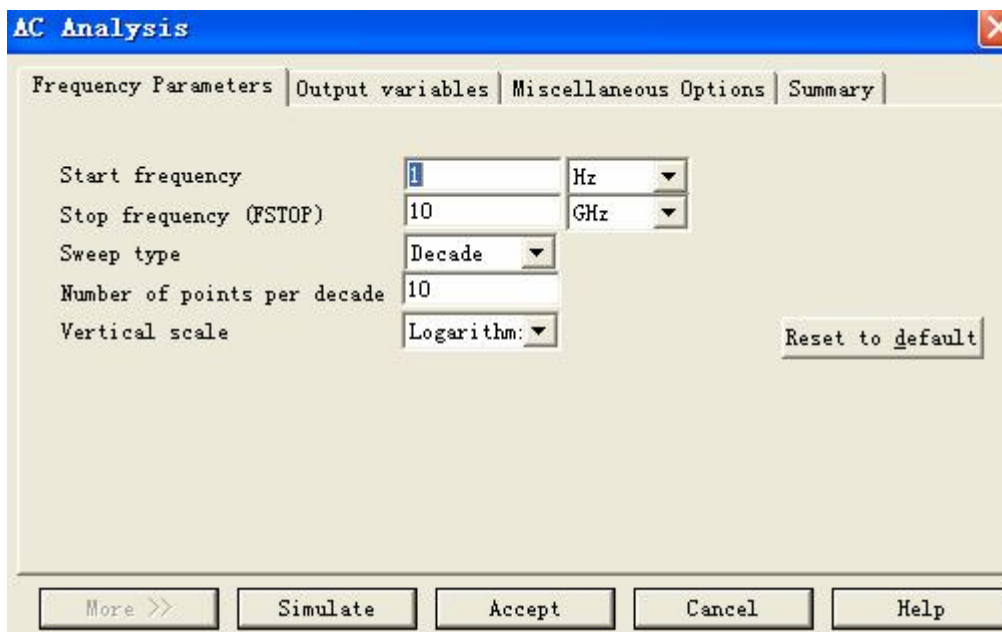 AC Analysis
Frequency Parameters Output variables Miscellaneous Options Summary
Start frequency 1 Hz
Stop frequency (FSTOP) 10 GHz
Sweep type Decade
Number of points per decade 10
Vertical scale Logarithm:
Reset to default
More >> Simulate Accept Cancel Help